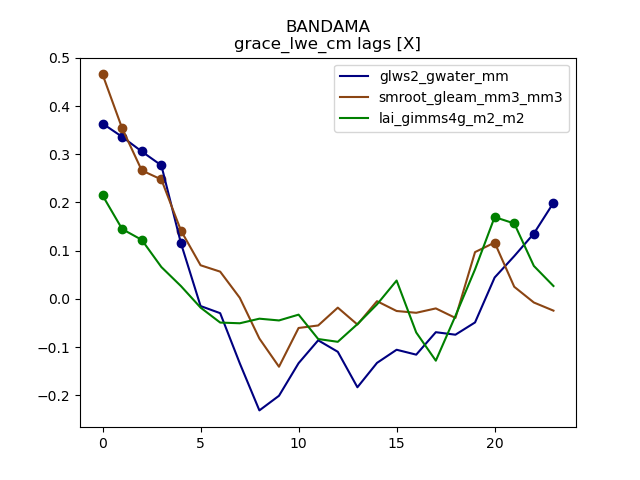 BANDAMA
grace_lwe_cm lags [X]
glws2_gwater_mm
smroot_gleam_mm3_mm3
lai_gimms4g_m2_m2
0.5
0.4
0.3
0.2
0.1
0.0
−0.1
−0.2
0 5 10 15 20